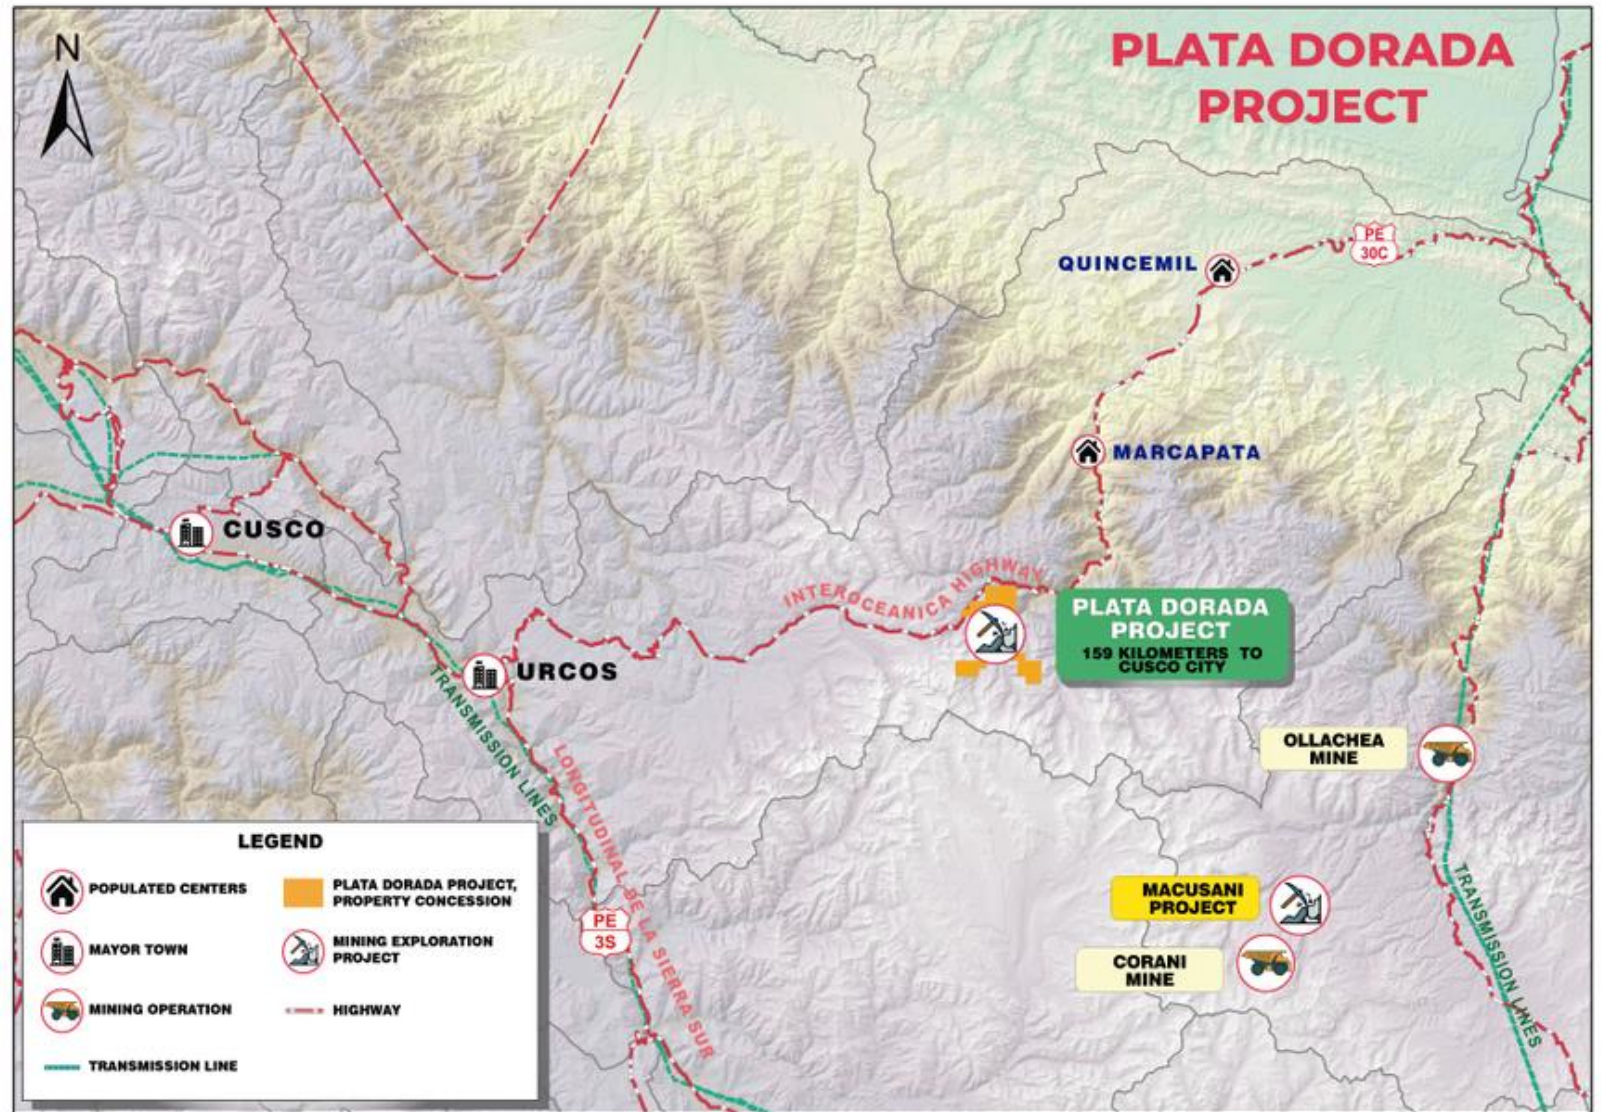 N
PLATA DORADA
PROJECT
PE
30C
QUINCEMIL
MARCAPATA
CUSCO
INTEROCEANICA HIGHWAY
PLATA DORADA
PROJECT
159 KILOMETERS TO
CUSCO CITY
URCOS
TRANSMISSION LINES
LONGITUDINAL DE LA SIERRA SUR
OLLACHEA
MINE
PE
3S
MACUSANI
PROJECT
CORANI
MINE
TRANSMISSION LINES
LEGEND
POPULATED CENTERS
PLATA DORADA PROJECT,
PROPERTY CONCESSION
MAYOR TOWN
MINING EXPLORATION
PROJECT
MINING OPERATION
HIGHWAY
TRANSMISSION LINE